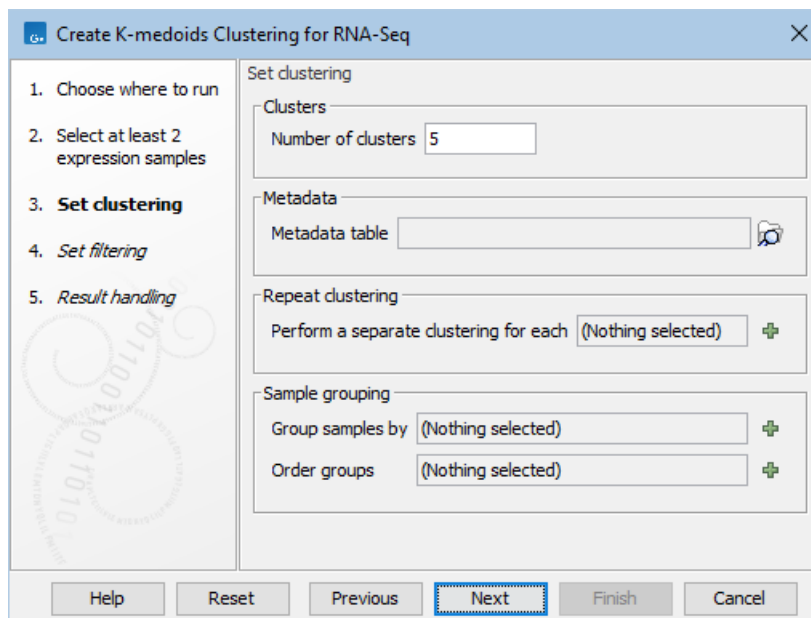 Create K-medoids Clustering for RNA-Seq
1. Choose where to run
2. Select at least 2
expression samples
3. Set clustering
4. Set filtering
5. Result handling
Set clustering
Clusters
Number of clusters 5
Metadata
Metadata table
Repeat clustering
Perform a separate clustering for each (Nothing selected)
Sample grouping
Group samples by (Nothing selected)
Order groups (Nothing selected)
Help Reset Previous Next Finish Cancel